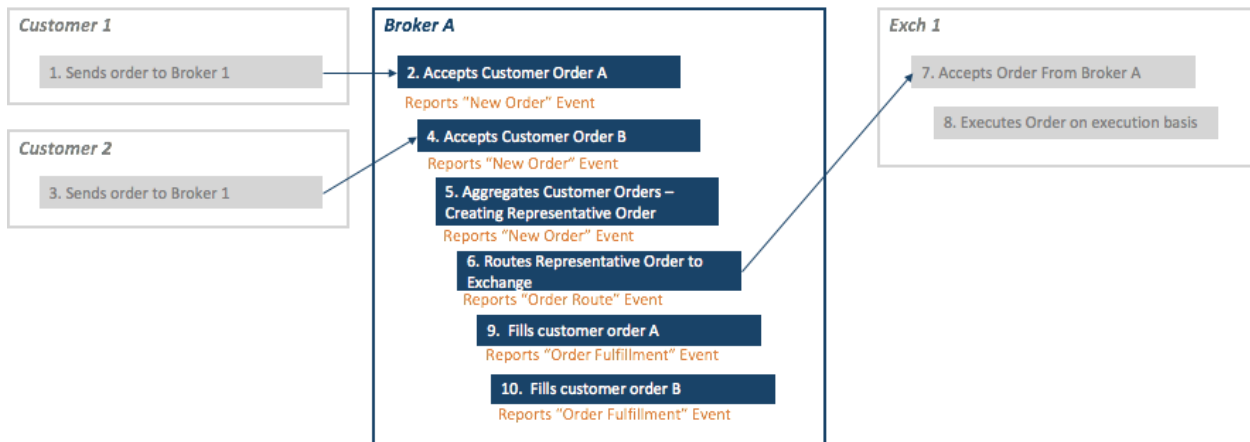 Customer 1
1. Sends order to Broker 1
Customer 2
3. Sends order to Broker 1
Broker A
2. Accepts Customer Order A
Reports “New Order” Event
4. Accepts Customer Order B
Reports “New Order” Event
5. Aggregates Customer Orders –
Creating Representative Order
Reports “New Order” Event
6. Routes Representative Order to
Exchange
Reports “Order Route” Event
9. Fills customer order A
Reports “Order Fulfillment” Event
10. Fills customer order B
Reports “Order Fulfillment” Event
Exch 1
7. Accepts Order From Broker A
8. Executes Order on execution basis